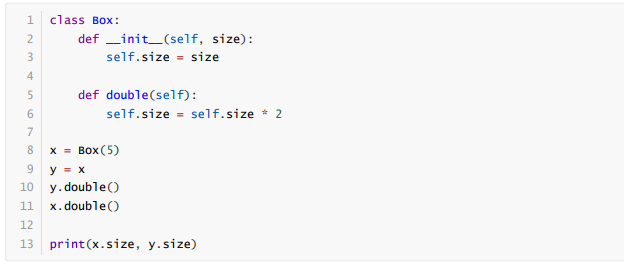 1 class Box:
2     def __init__(self, size):
3         self.size = size
4
5     def double(self):
6         self.size = self.size * 2
7
8 x = Box(5)
9 y = x
10 y.double()
11 x.double()
12
13 print(x.size, y.size)